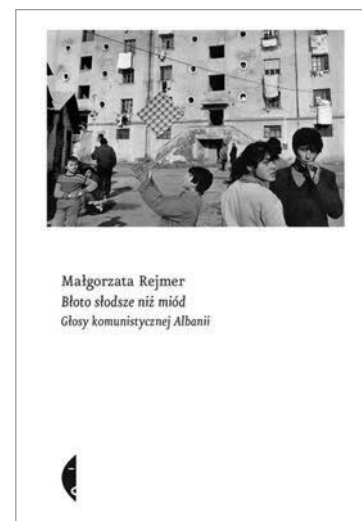 Małgorzata Rejmer
Błoto słodsze niż miód
Głosy komunistycznej Albanii